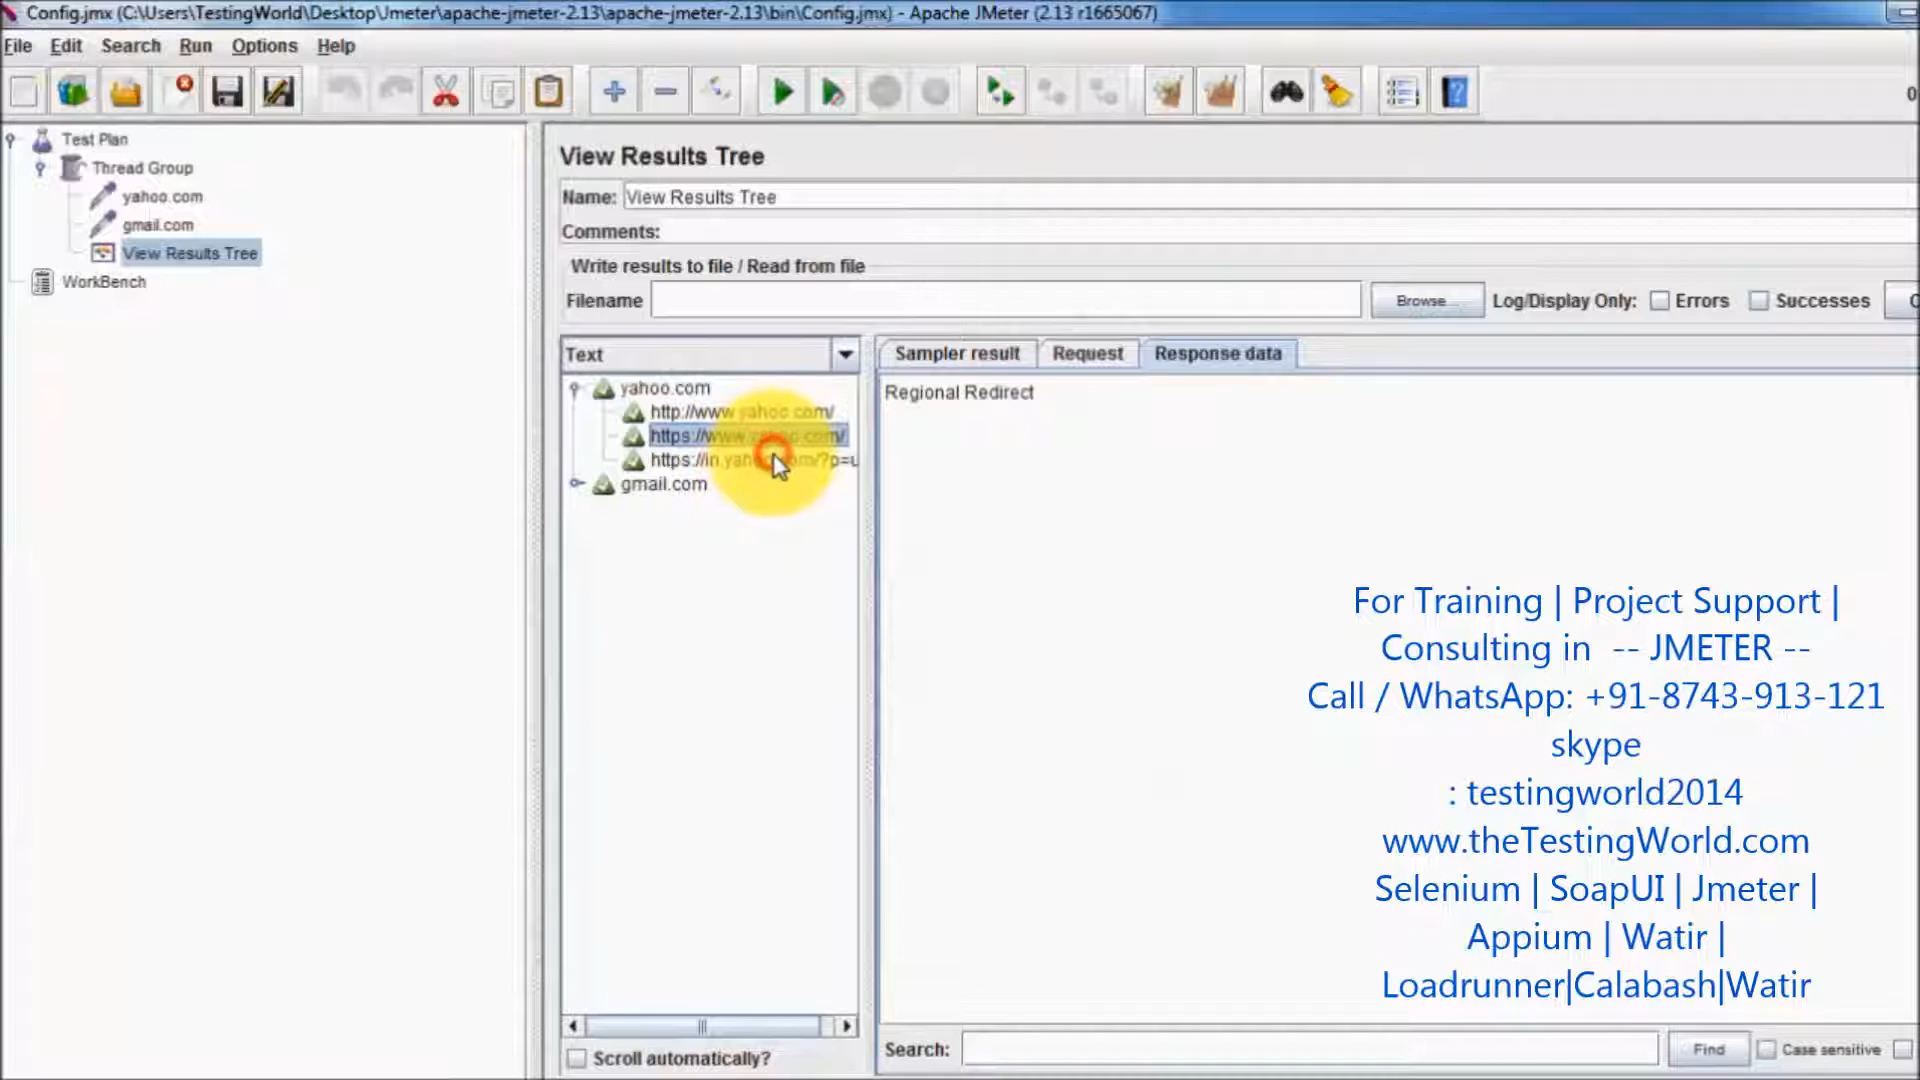 Config.jmx (C:\Users\TestingWorld\Desktop\Jmeter\apache-jmeter-2.13\apache-jmeter-2.13\bin\Config.jmx) - Apache JMeter (2.13 r1665067)
File Edit Search Run Options Help
0
Test Plan
Thread Group
yahoo.com
gmail.com
View Results Tree
WorkBench
View Results Tree
Name: View Results Tree
Comments:
Write results to file / Read from file
Filename Browse... Log/Display Only: Errors Successes
Text
Sampler result Request Response data
yahoo.com
http://www.yahoo.com/
https://www.yahoo.com/
https://in.yahoo.com/?p=u
gmail.com
Regional Redirect
For Training | Project Support |
Consulting in -- JMETER --
Call / WhatsApp: +91-8743-913-121
skype
: testingworld2014
www.theTestingWorld.com
Selenium | SoapUI | Jmeter |
Appium | Watir |
Loadrunner|Calabash|Watir
Scroll automatically?
Search: Find Case sensitive